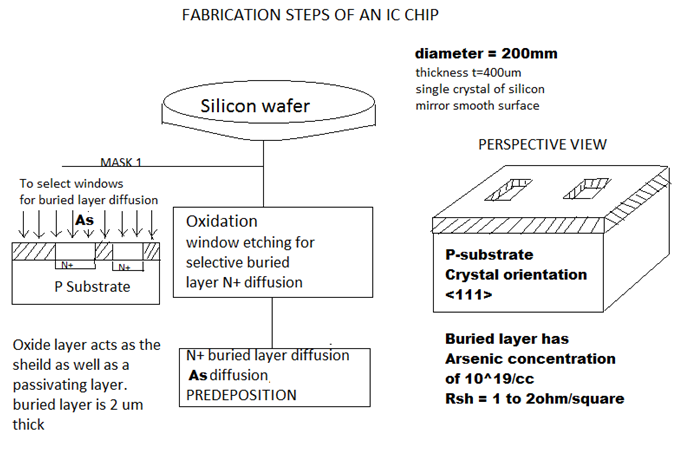 FABRICATION STEPS OF AN IC CHIP
diameter = 200mm
thickness t=400um
single crystal of silicon
mirror smooth surface
Silicon wafer
PERSPECTIVE VIEW
MASK 1
To select windows
for buried layer diffusion
As
N+
N+
P Substrate
Oxidation
window etching for
selective buried
layer N+ diffusion
P-substrate
Crystal orientation
<111>
Oxide layer acts as the
sheild as well as a
passivating layer.
buried layer is 2 um
thick
N+ buried layer diffusion
As diffusion
PREDEPOSITION
Buried layer has
Arsenic concentration
of 10^19/cc
Rsh = 1 to 2ohm/square